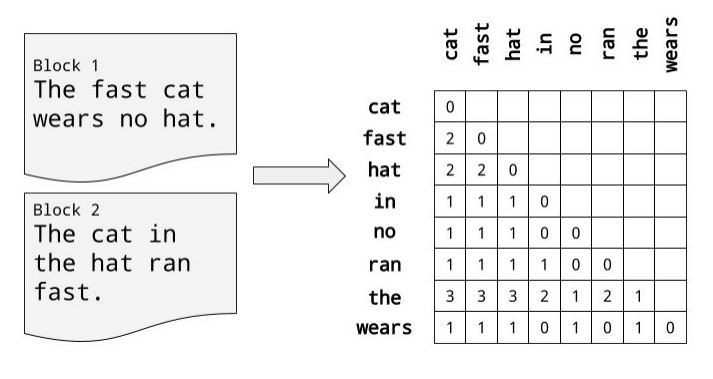 Block 1
The fast cat
wears no hat.
Block 2
The cat in
the hat ran
fast.
cat fast hat in no ran the wears
cat 0
fast 2 0
hat 2 2 0
in 1 1 1 0
no 1 1 1 0 0
ran 1 1 1 1 0 0
the 3 3 3 2 1 2 1
wears 1 1 1 0 1 0 1 0